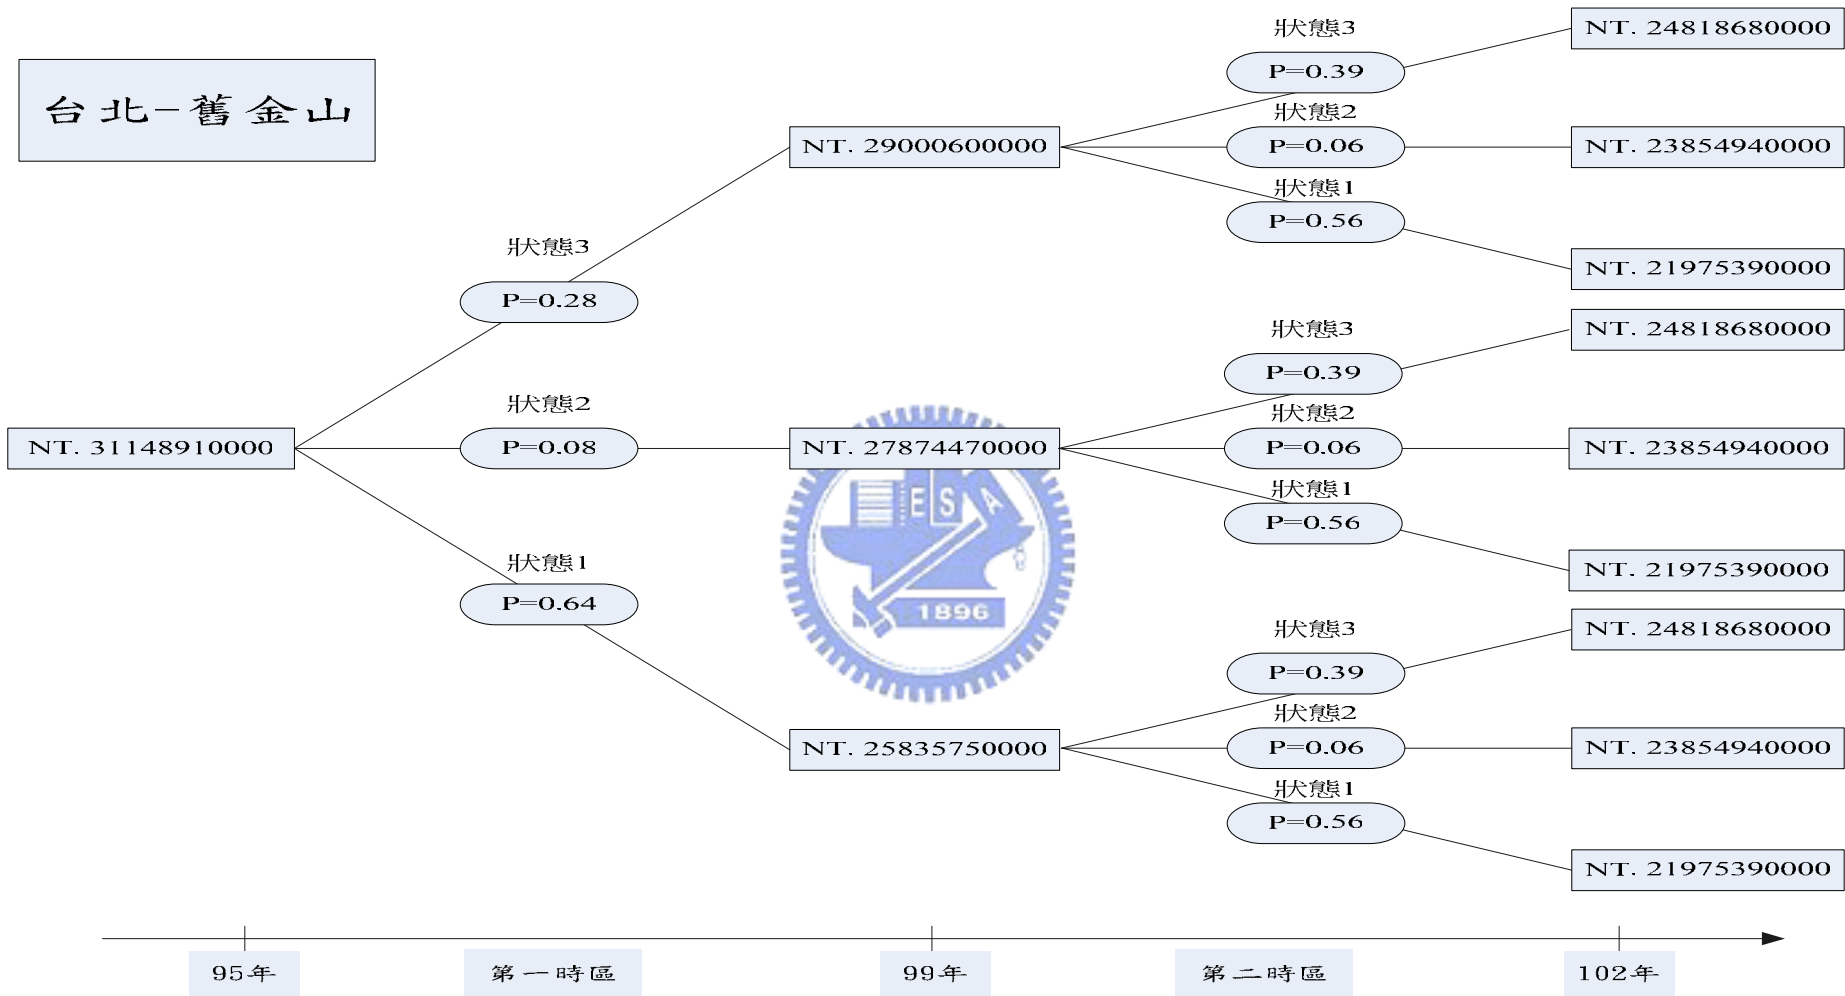 台北-舊金山
NT. 31148910000
狀態3
P=0.28
狀態2
P=0.08
狀態1
P=0.64
NT. 29000600000
狀態3
P=0.39
NT. 24818680000
狀態2
P=0.06
NT. 23854940000
狀態1
P=0.56
NT. 21975390000
NT. 27874470000
狀態3
P=0.39
NT. 24818680000
狀態2
P=0.06
NT. 23854940000
狀態1
P=0.56
NT. 21975390000
NT. 25835750000
狀態3
P=0.39
NT. 24818680000
狀態2
P=0.06
NT. 23854940000
狀態1
P=0.56
NT. 21975390000
ESA
1896
95年
第一時區
99年
第二時區
102年